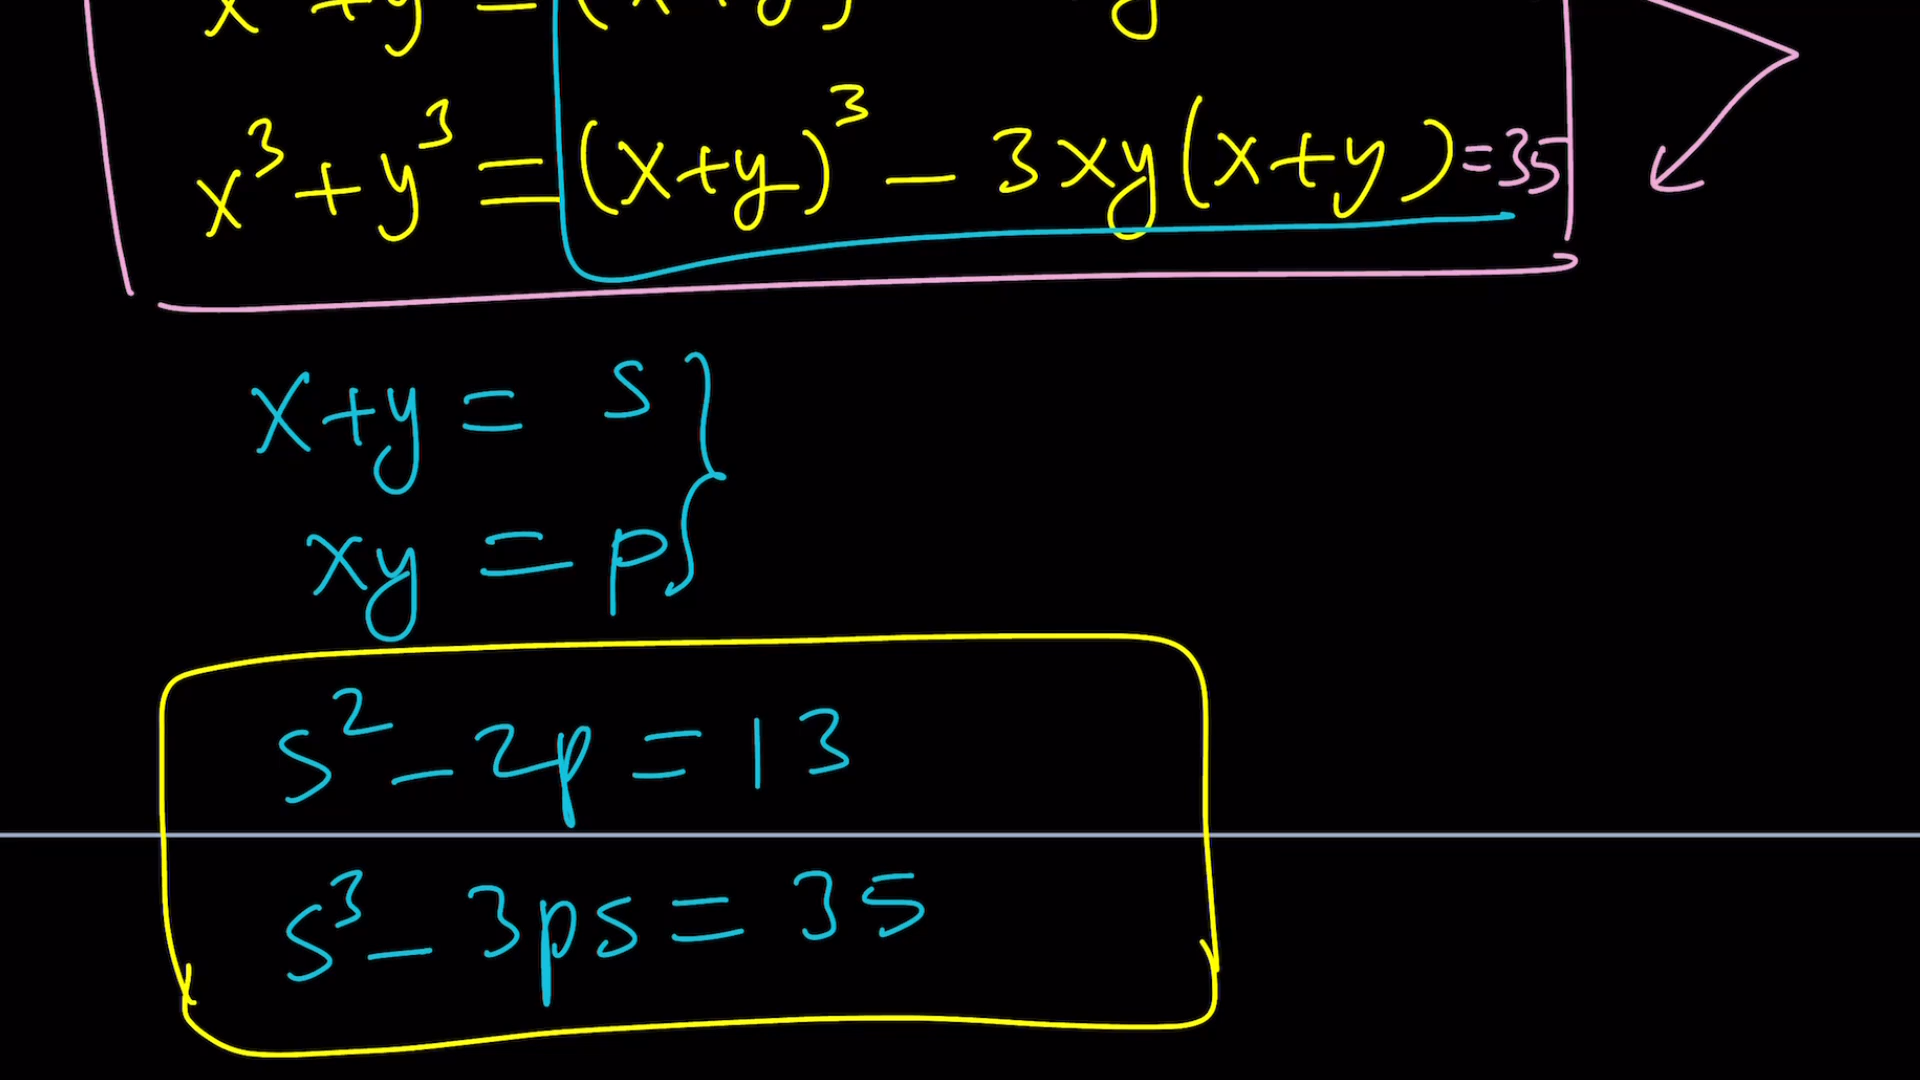 x + y = (x+y) y
x³+y³ = (x+y)³ - 3xy(x+y)=35
x+y = s
xy = p
s²-2p=13
s³-3ps=35